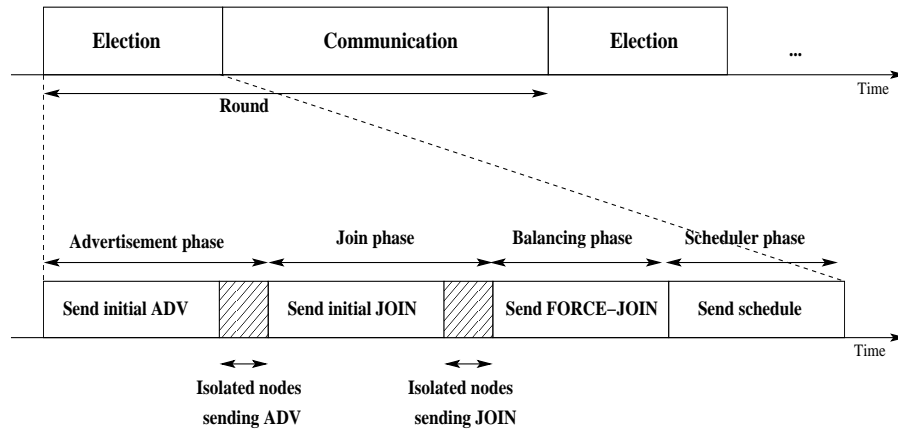 Election
Communication
Election
...
Time
Round
Advertisement phase
Join phase
Balancing phase
Scheduler phase
Send initial ADV
Send initial JOIN
Send FORCE−JOIN
Send schedule
Time
Isolated nodes
sending ADV
Isolated nodes
sending JOIN